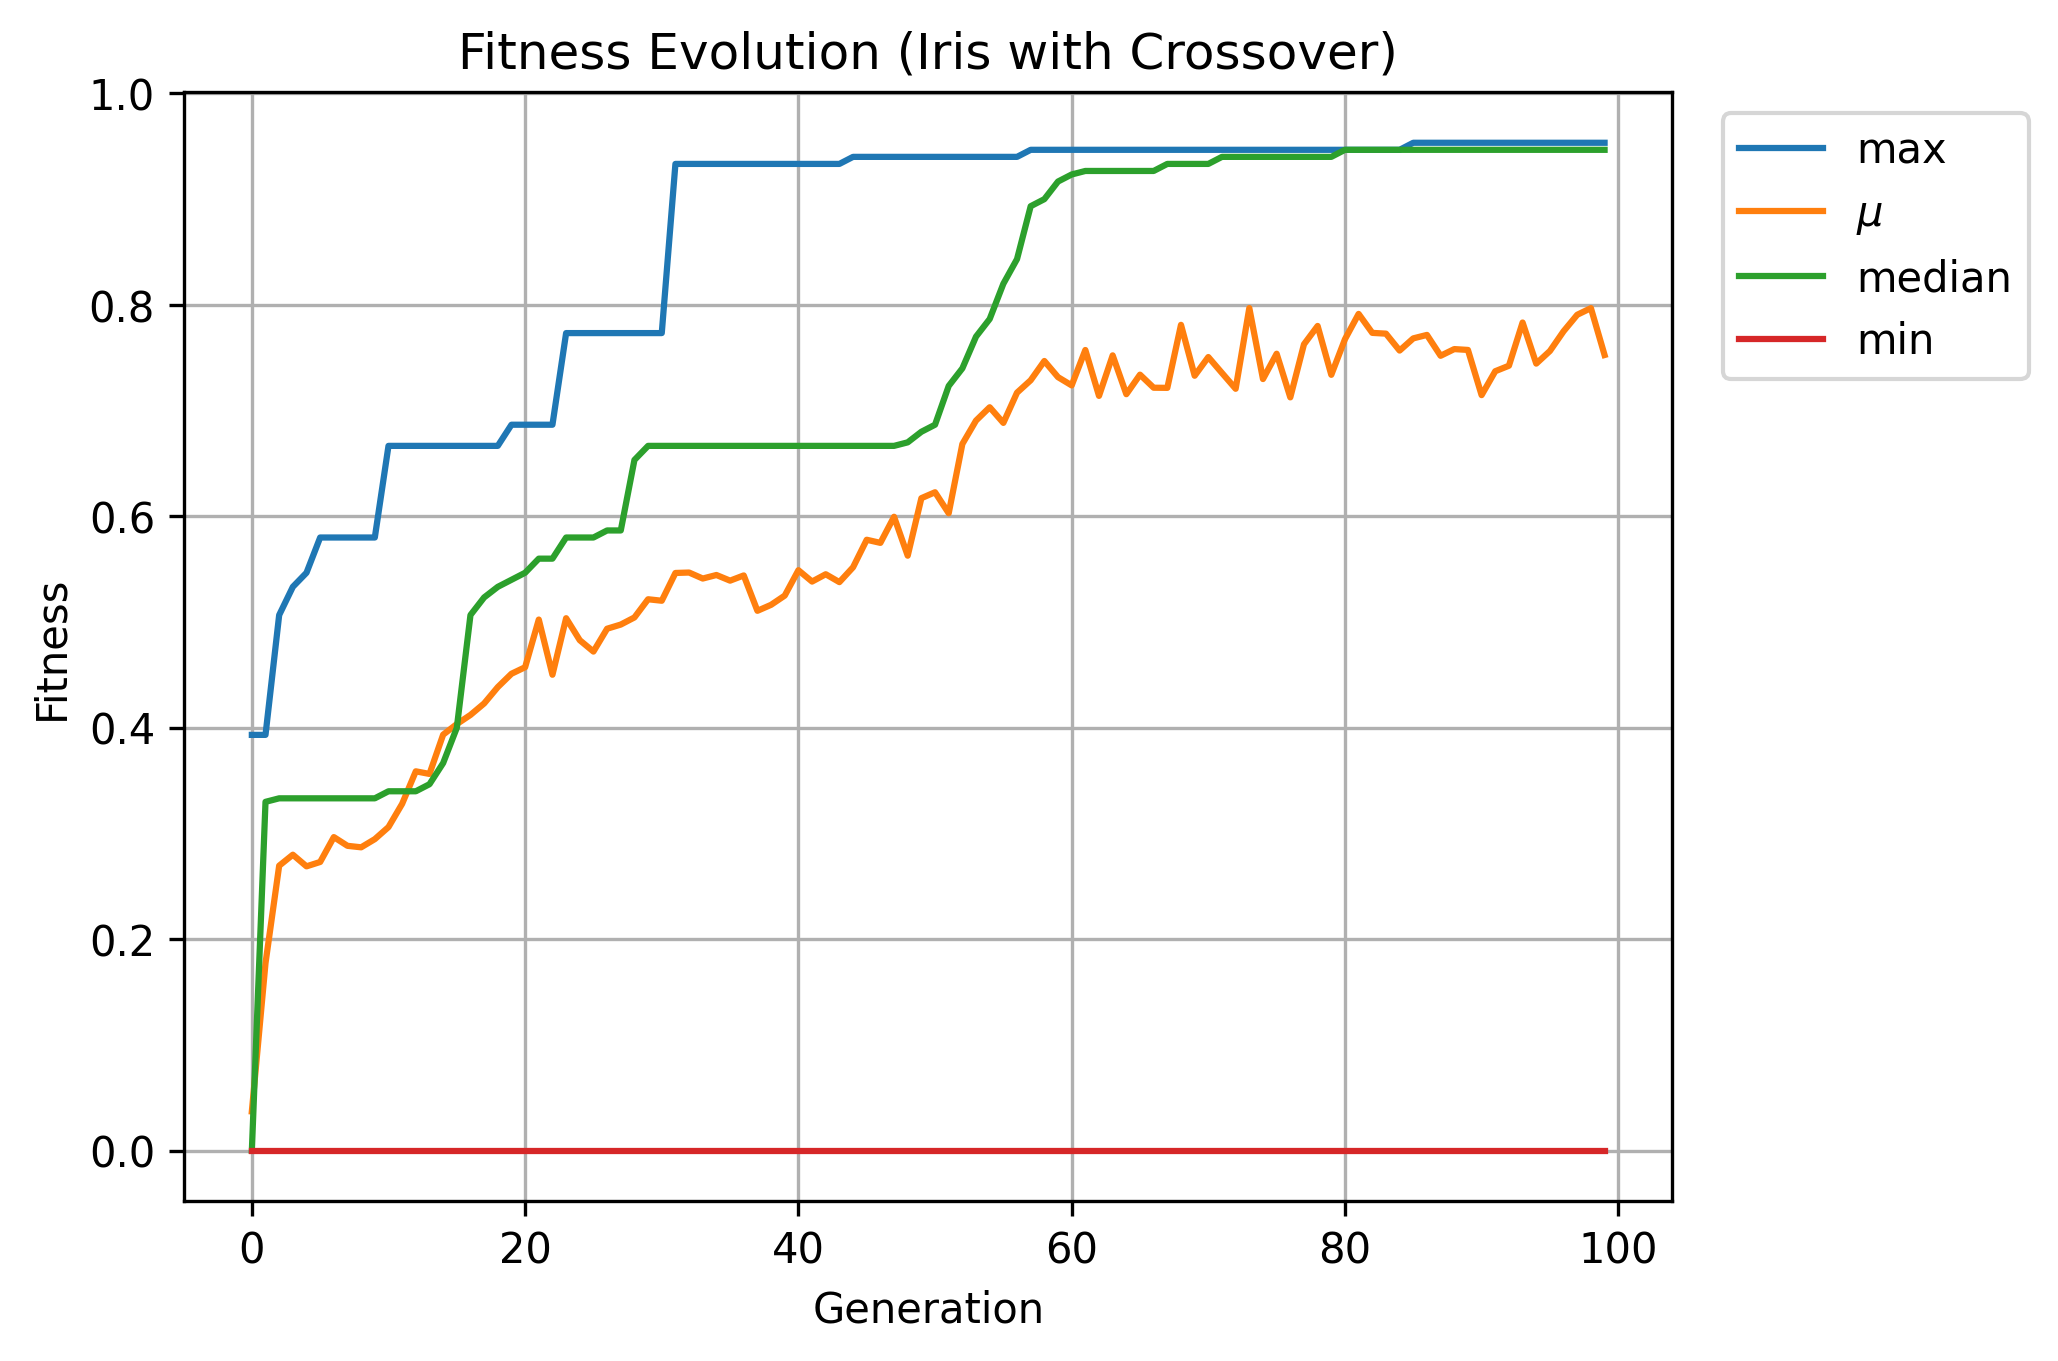 Fitness Evolution (Iris with Crossover)
1.0
0.8
0.6
0.4
0.2
0.0
Fitness
0 20 40 60 80 100
Generation
max
μ
median
min